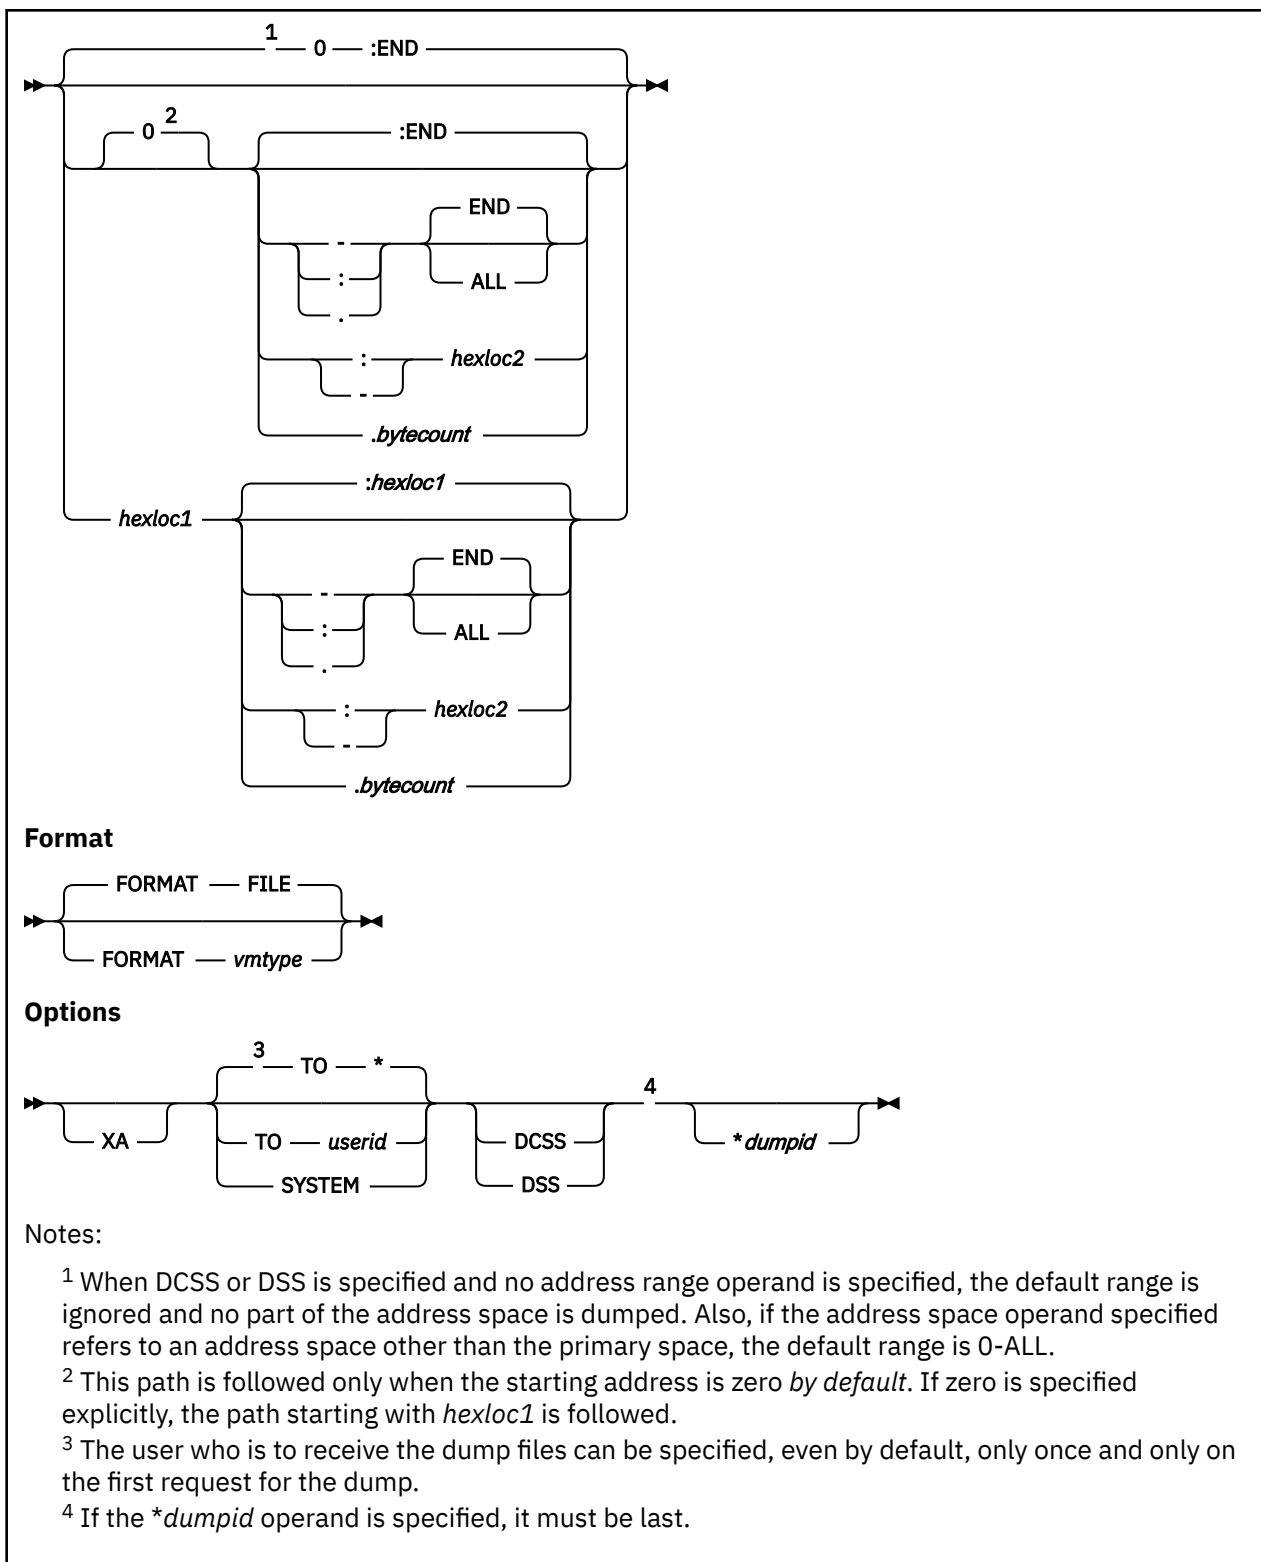 1
0 :END
0 2 :END
END
-
: ALL
.
: hexloc2
-
.bytecount
:hexloc1
hexloc1
END
-
: ALL
.
: hexloc2
-
.bytecount
Format
FORMAT FILE
FORMAT vmtype
Options
3 TO * 4
XA TO userid DCSS *dumpid
SYSTEM DSS
Notes:
1 When DCSS or DSS is specified and no address range operand is specified, the default range is
ignored and no part of the address space is dumped. Also, if the address space operand specified
refers to an address space other than the primary space, the default range is 0-ALL.
2 This path is followed only when the starting address is zero by default. If zero is specified
explicitly, the path starting with hexloc1 is followed.
3 The user who is to receive the dump files can be specified, even by default, only once and only on
the first request for the dump.
4 If the *dumpid operand is specified, it must be last.